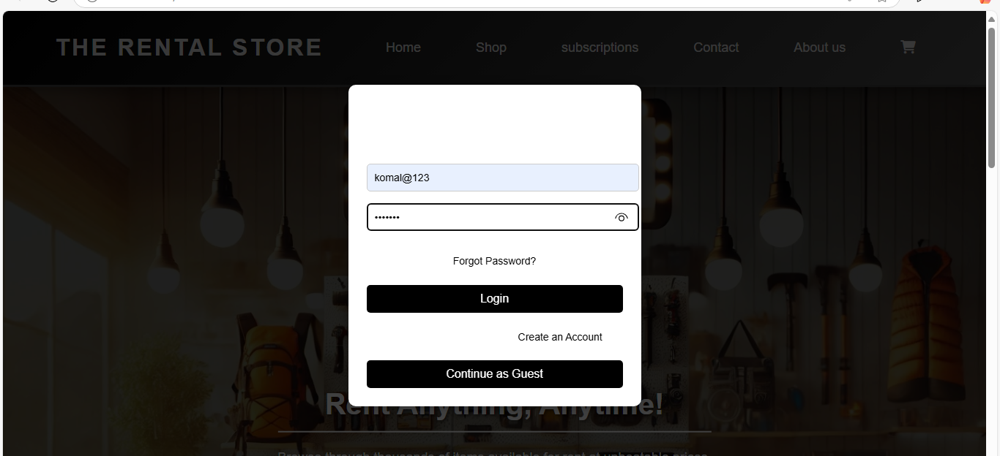 THE RENTAL STORE
Home
Shop
subscriptions
Contact
About us
komal@123
•••••••
Forgot Password?
Login
Create an Account
Continue as Guest
Rent Anything, Anytime!
Browse through thousands of items available for rent at unbeatable prices